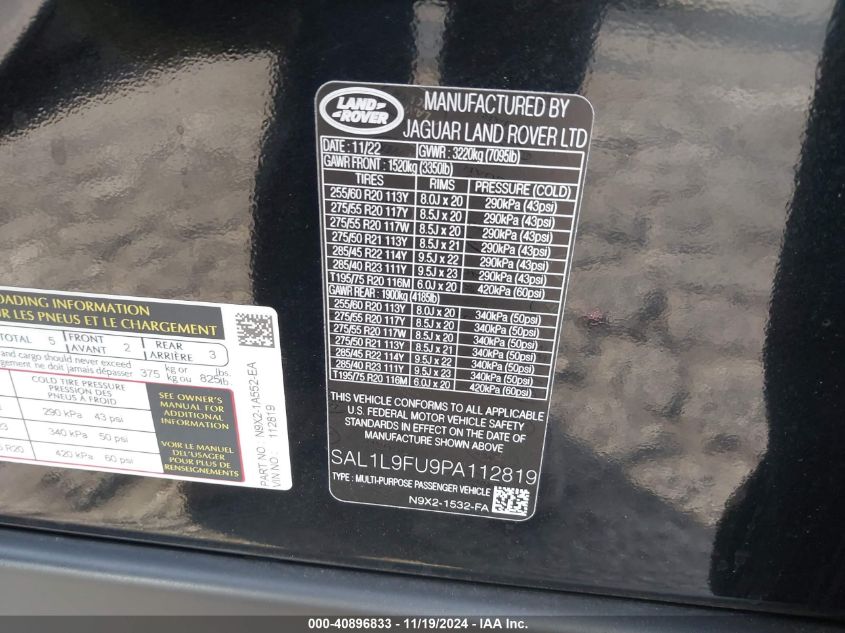 LAND ROVER
MANUFACTURED BY
JAGUAR LAND ROVER LTD
DATE : 11/22 GVWR : 3220kg (7095lb)
GAWR FRONT : 1520kg (3350lb)
TIRES RIMS PRESSURE (COLD)
255/60 R20 113Y 8.0J x 20 290kPa (43psi)
275/55 R20 117Y 8.5J x 20 290kPa (43psi)
275/55 R20 117W 8.5J x 20 290kPa (43psi)
275/50 R21 113Y 8.5J x 21 290kPa (43psi)
285/45 R22 114Y 9.5J x 22 290kPa (43psi)
285/40 R23 111Y 9.5J x 23 290kPa (43psi)
T195/75 R20 116M 6.0J x 20 420kPa (60psi)
GAWR REAR : 1900kg (4185lb)
255/60 R20 113Y 8.0J x 20 340kPa (50psi)
275/55 R20 117Y 8.5J x 20 340kPa (50psi)
275/55 R20 117W 8.5J x 20 340kPa (50psi)
275/50 R21 113Y 8.5J x 21 340kPa (50psi)
285/45 R22 114Y 9.5J x 22 340kPa (50psi)
285/40 R23 111Y 9.5J x 23 340kPa (50psi)
T195/75 R20 116M 6.0J x 20 420kPa (60psi)
THIS VEHICLE CONFORMS TO ALL APPLICABLE
U.S. FEDERAL MOTOR VEHICLE SAFETY
STANDARDS IN EFFECT ON THE DATE OF
MANUFACTURE SHOWN ABOVE
SAL1L9FU9PA112819
TYPE : MULTI-PURPOSE PASSENGER VEHICLE
N9X2-1532-FA
OADING INFORMATION
UR LES PNEUS ET LE CHARGEMENT
TOTAL 5 FRONT AVANT 2 REAR ARRIÈRE 3
and cargo should never exceed
gement ne doit jamais dépasser 375 kg or kg ou 825 lbs. lb.
COLD TIRE PRESSURE
PRESSION DES
PNEUS A FROID
290 kPa 43 psi
340 kPa 50 psi
R20 420 kPa 60 psi
SEE OWNER'S
MANUAL FOR
ADDITIONAL
INFORMATION
VOIR LE MANUEL
DEL'USAGER
POUR PLUS DE
RENSEIGNEMENTS
PART NO : N9X2-1A552-EA
VIN NO : 112819
000-40896833 - 11/19/2024 - IAA Inc.